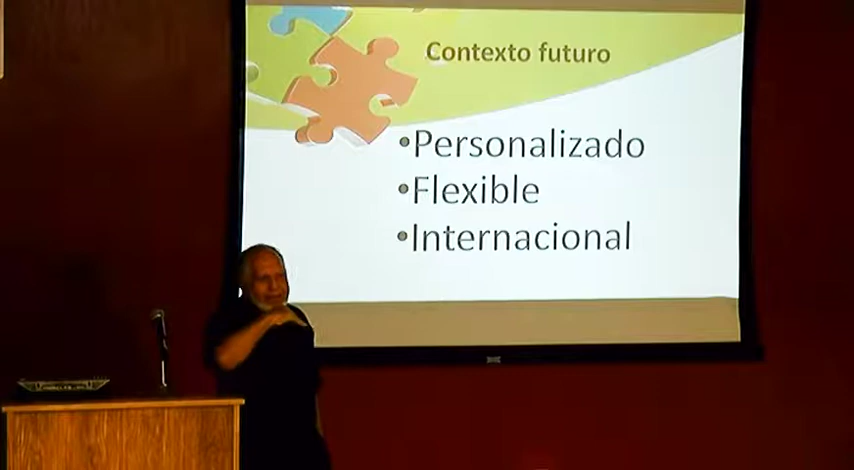 Contexto futuro
•Personalizado
•Flexible
•Internacional